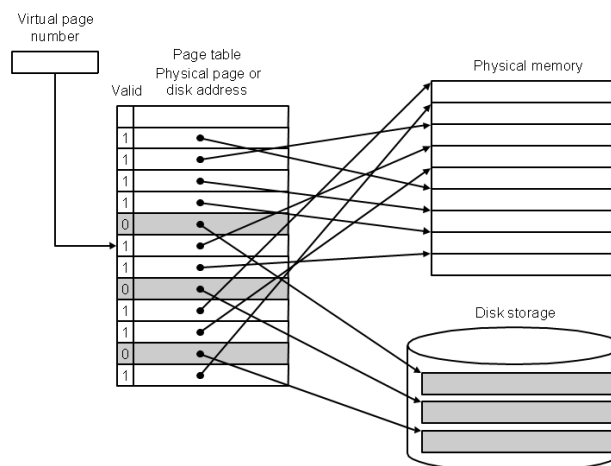 Virtual page
number
Page table
Physical page or
disk address
Valid
Physical memory
1
1
1
1
0
1
1
0
1
1
0
1
Disk storage